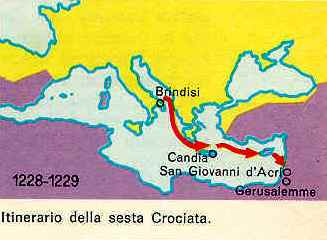 Brindisi
Candia
San Giovanni d'Acri
Gerusalemme
1228-1229
Itinerario della sesta Crociata.